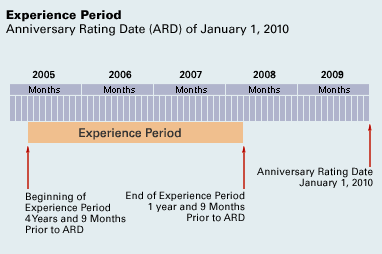 Experience Period
Anniversary Rating Date (ARD) of January 1, 2010
2005 2006 2007 2008 2009
Months Months Months Months Months
Experience Period
Beginning of
Experience Period
4Years and 9 Months
Prior to ARD
End of Experience Period
1 year and 9 Months
Prior to ARD
Anniversary Rating Date
January 1, 2010